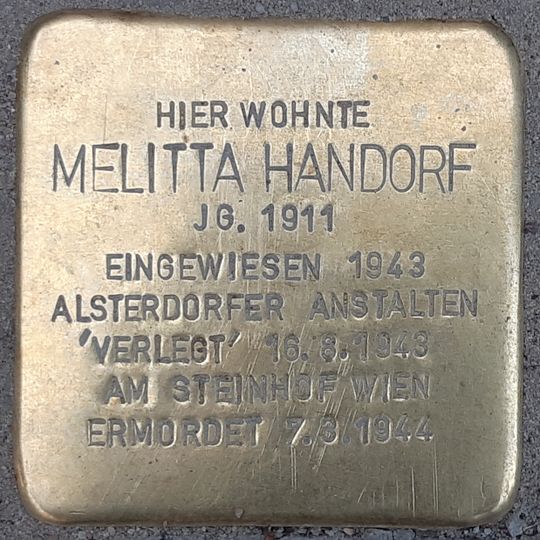 HIER WOHNTE
MELITTA HANDORF
JG. 1911
EINGEWIESEN 1943
ALSTERDORFER ANSTALTEN
'VERLEGT' 16.8.1943
AM STEINHOF WIEN
ERMORDET 7.3.1944